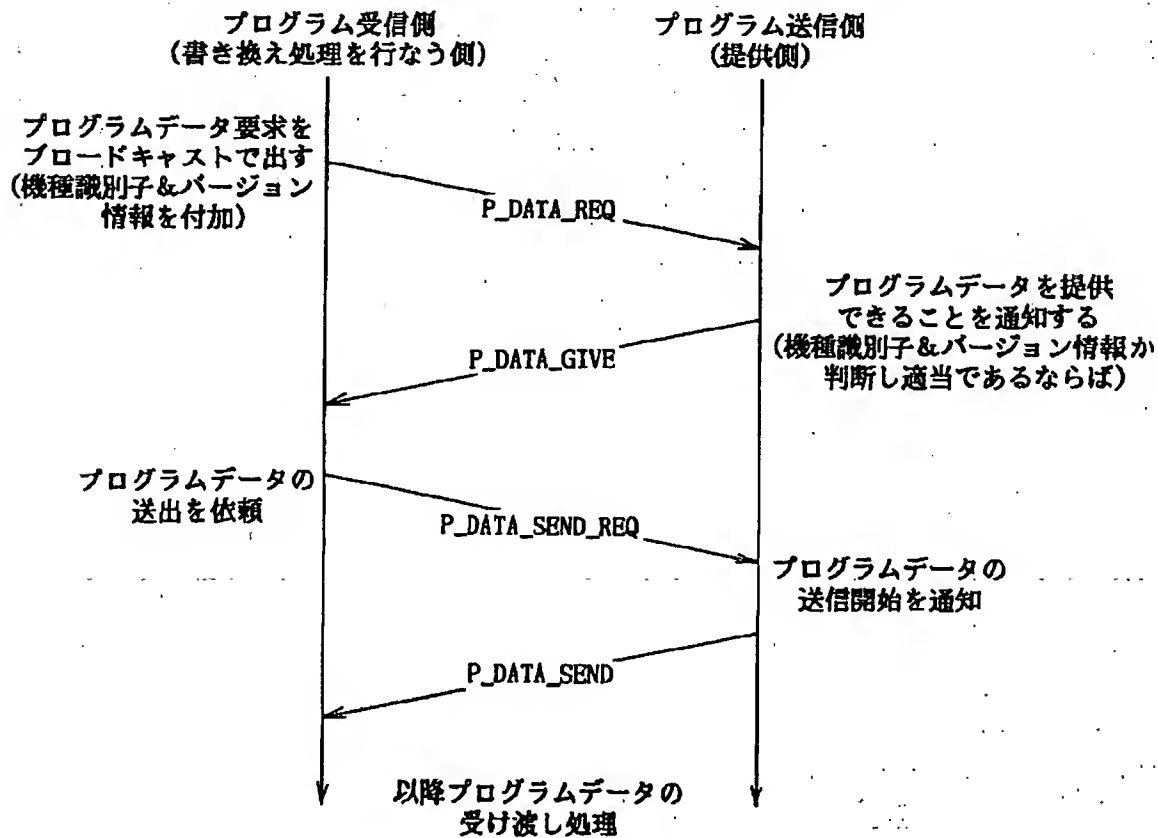 プログラム受信側
(書き換え処理を行なう側)
プログラム送信側
(提供側)
プログラムデータ要求を
ブロードキャストで出す
(機種識別子&バージョン
情報を付加)
P_DATA_REQ
プログラムデータを提供
できることを通知する
(機種識別子&バージョン情報か
判断し適当であるならば)
P_DATA_GIVE
プログラムデータの
送出を依頼
P_DATA_SEND_REQ
プログラムデータの
送信開始を通知
P_DATA_SEND
以降プログラムデータの
受け渡し処理